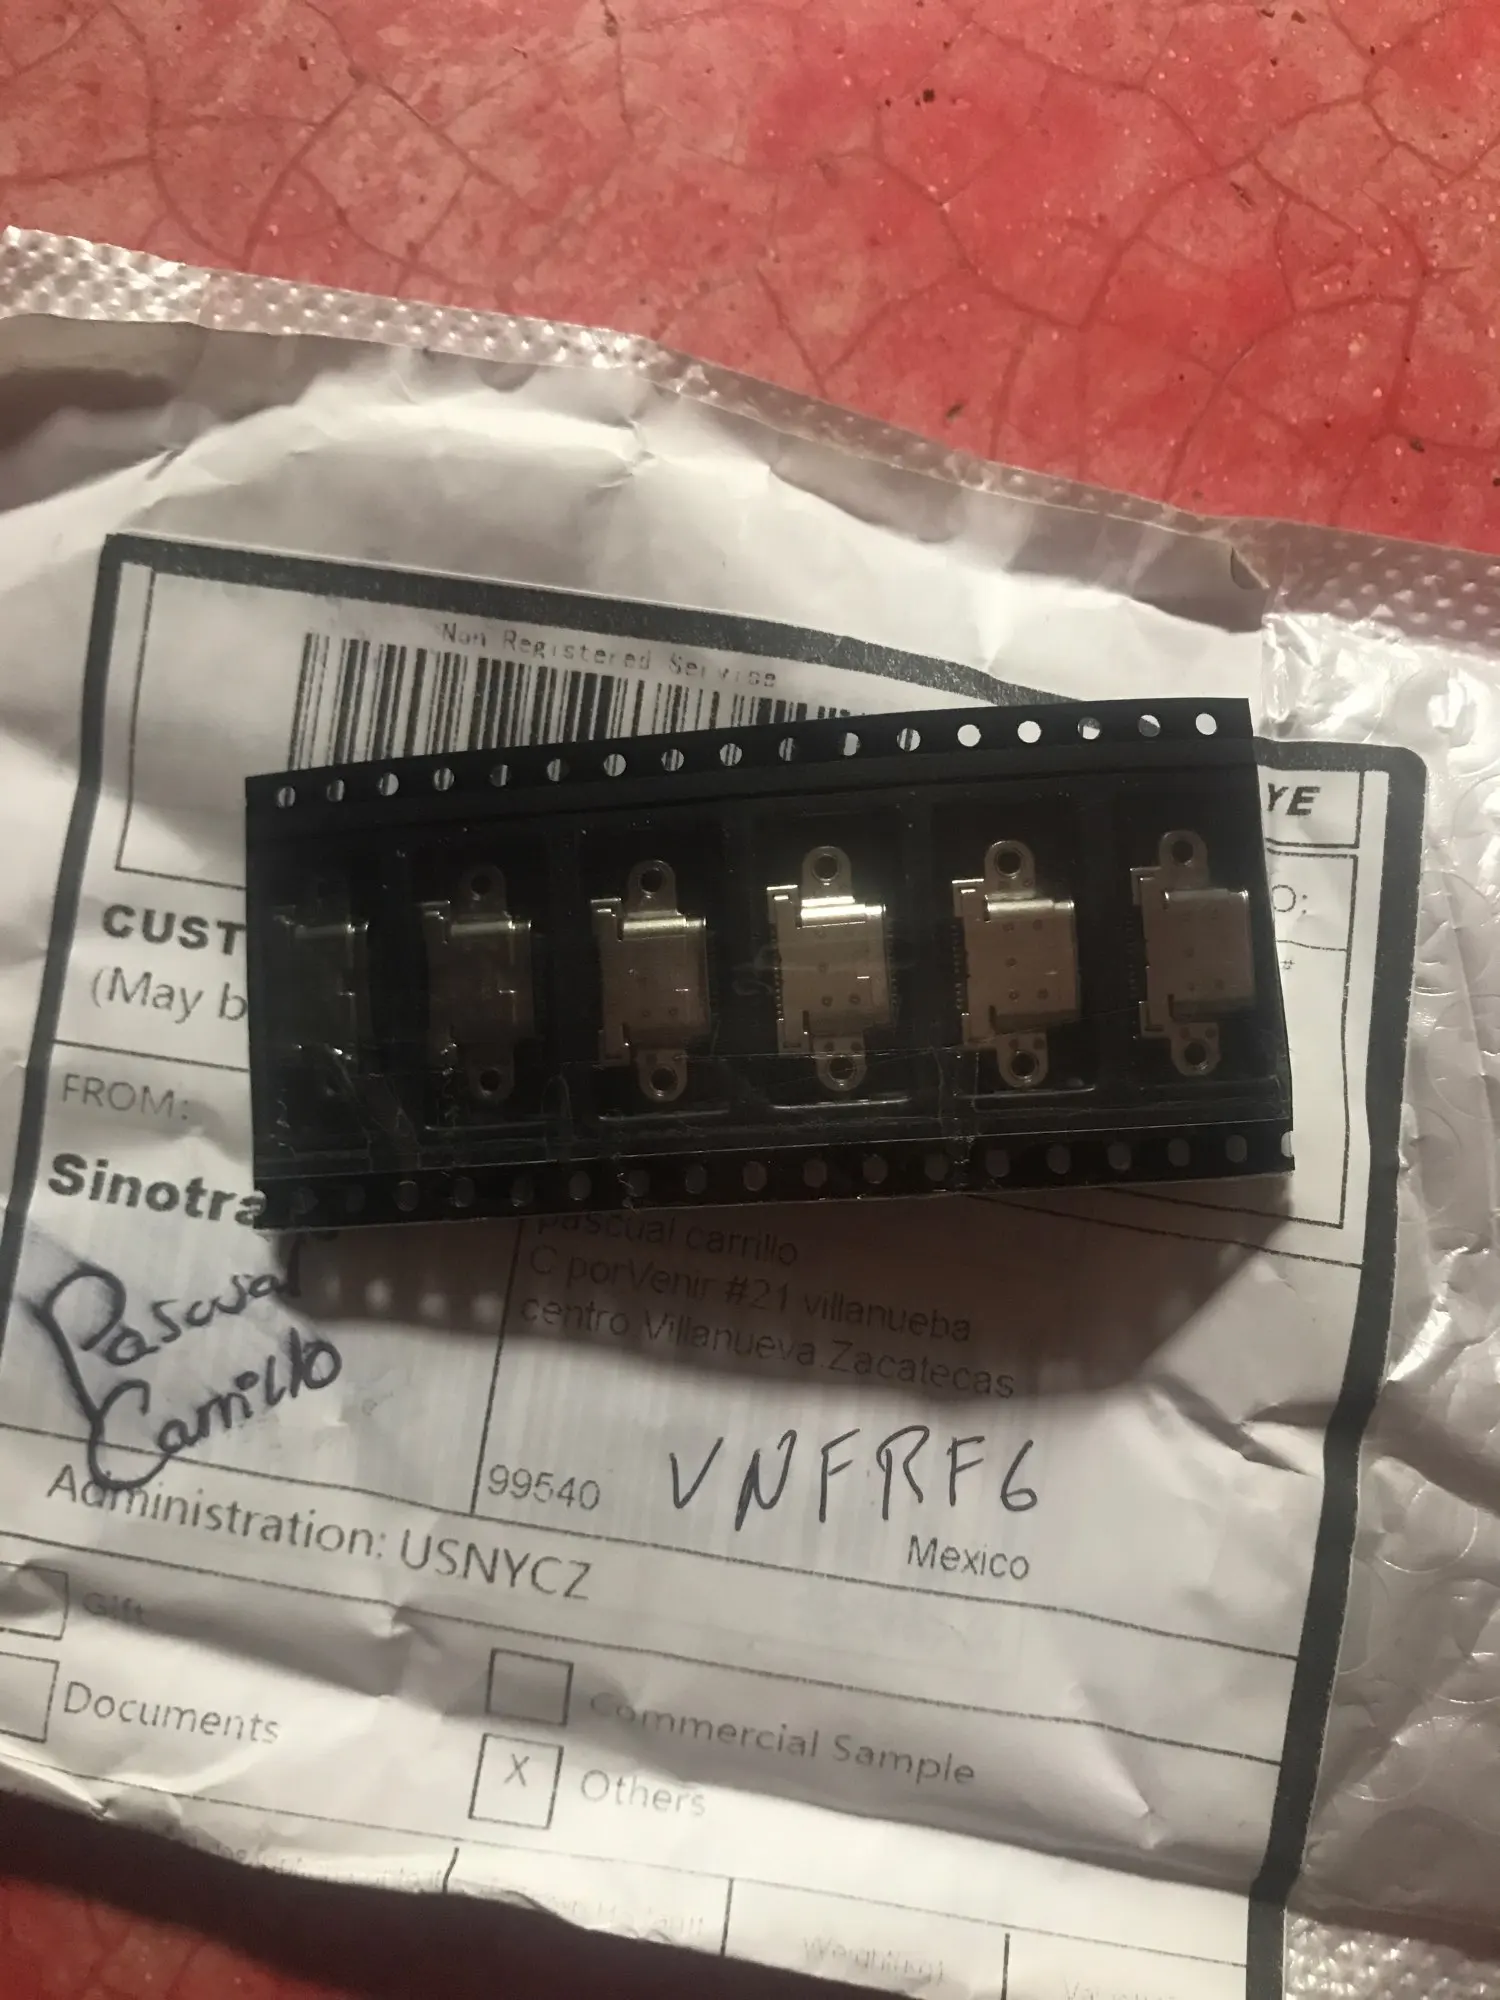 Non Registered Service
YE
CUST
O:
(May b
#
FROM:
Sinotra
pascual carrillo
C porVenir #21 villanueba
centro Villanueva.Zacatecas
Pascual
Carrillo
99540
VNFRF6
Mexico
Administration: USNYCZ
Gift
Documents
Commercial Sample
X
Others